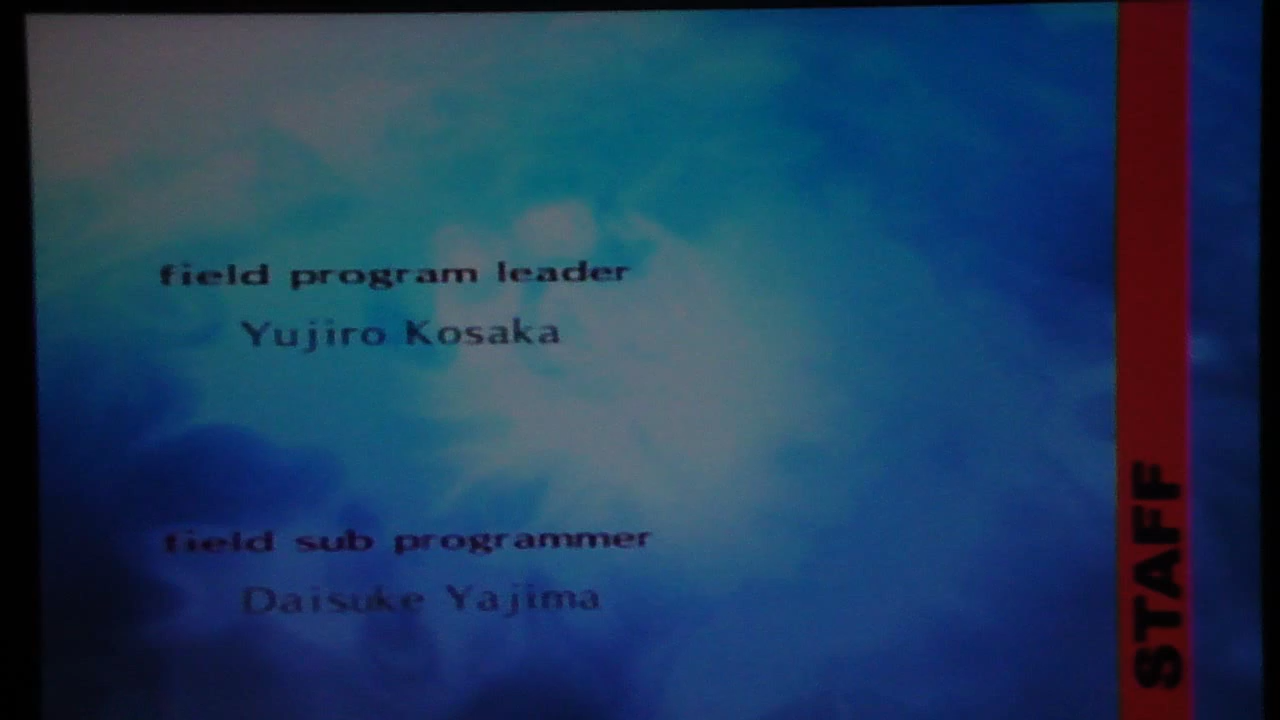 field program leader
Yujiro Kosaka
field sub programmer
Daisuke Yajima
STAFF